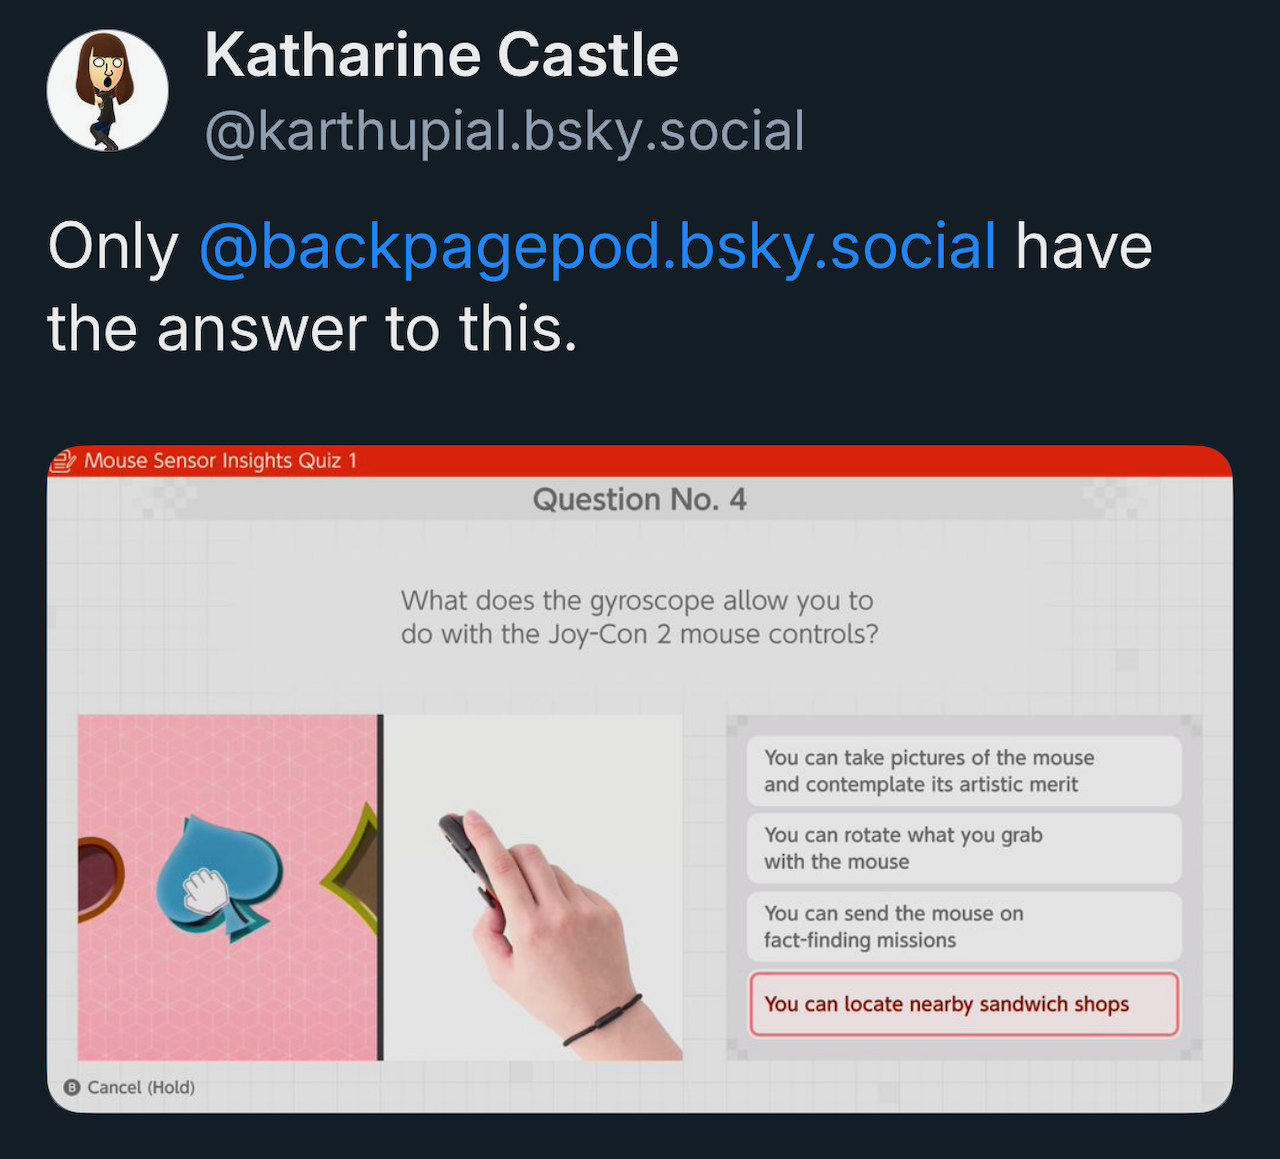 Katharine Castle
@karthupial.bsky.social
Only @backpagepod.bsky.social have
the answer to this.
Mouse Sensor Insights Quiz 1
Question No. 4
What does the gyroscope allow you to
do with the Joy-Con 2 mouse controls?
You can take pictures of the mouse
and contemplate its artistic merit
You can rotate what you grab
with the mouse
You can send the mouse on
fact-finding missions
You can locate nearby sandwich shops
B Cancel (Hold)